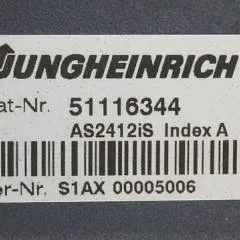 JUNGHEINRICH
at-Nr. 51116344
AS2412iS Index A
er-Nr. S1AX 00005006